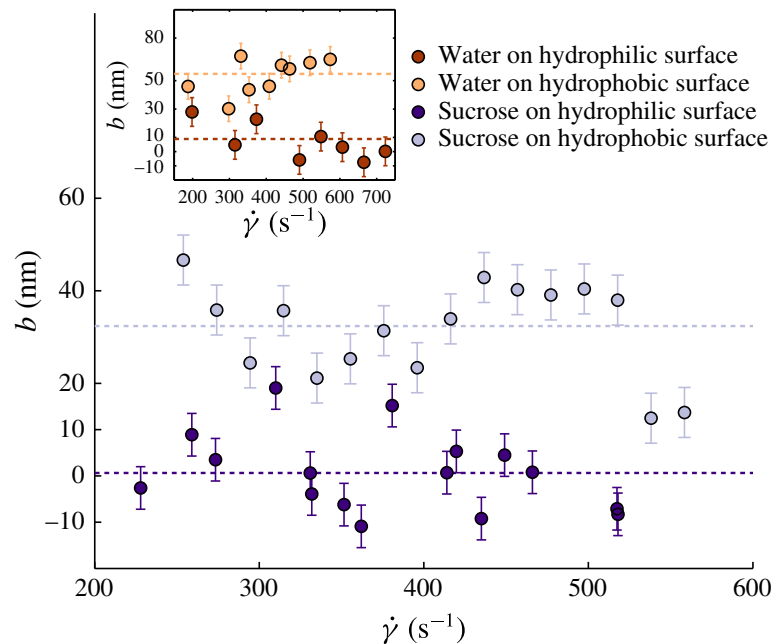 80
50
30
10
0
−10
b (nm)
200 300 400 500 600 700
γ̇ (s⁻¹)
Water on hydrophilic surface
Water on hydrophobic surface
Sucrose on hydrophilic surface
Sucrose on hydrophobic surface
60
40
20
10
0
−10
b (nm)
200 300 400 500 600
γ̇ (s⁻¹)